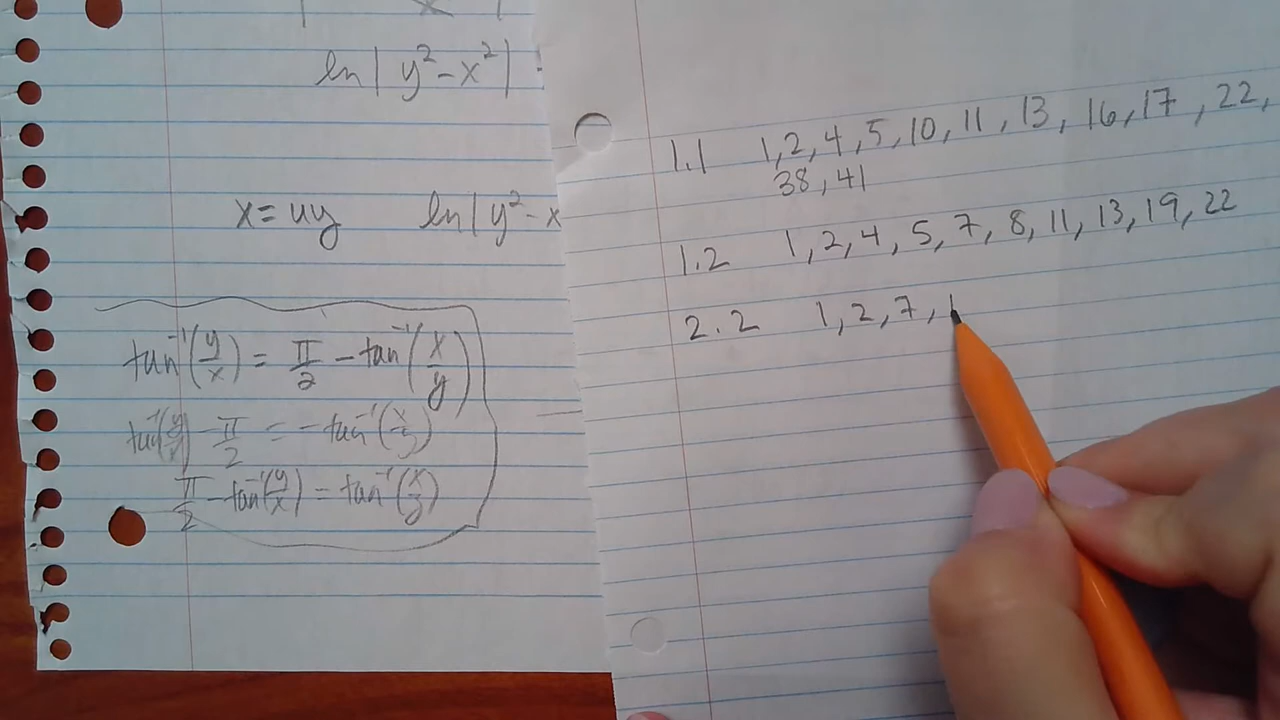 ln|y²-x²|
x=uy    ln|y²-x
tan⁻¹(y/x) = π/2 - tan⁻¹(x/y)
tan⁻¹(y/x) - π/2 = -tan⁻¹(x/y)
π/2 - tan⁻¹(y/x) = tan⁻¹(x/y)
1.1    1,2,4,5,10,11,13,16,17,22,
38,41
1.2    1,2,4,5,7,8,11,13,19,22
2.2    1,2,7,1